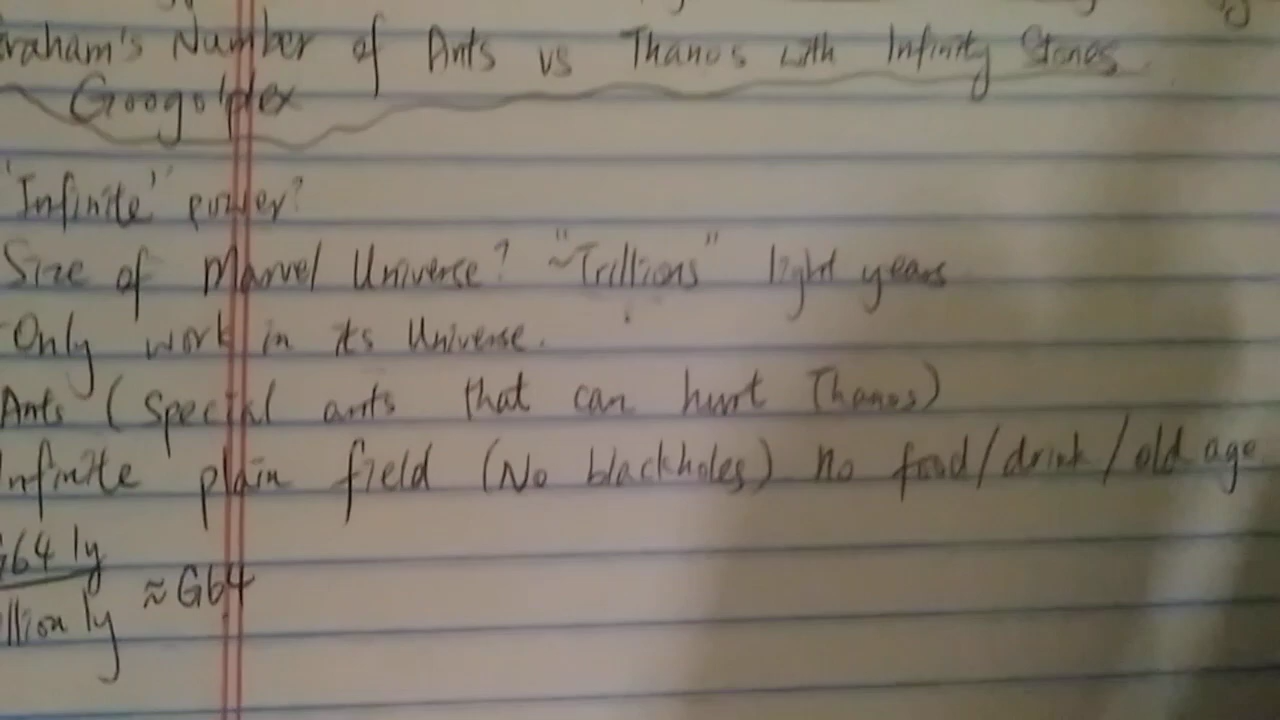 raham's Number of Ants vs Thanos with Infinity Stones
Googolplex
"Infinite" power?
Size of Marvel Universe? ~"Trillions" light years
Only work in its Universe.
Ants (Special ants that can hurt Thanos)
nfinite plain field (No blackholes) no food/drink/old age
G64 ly
llion ly ≈ G64